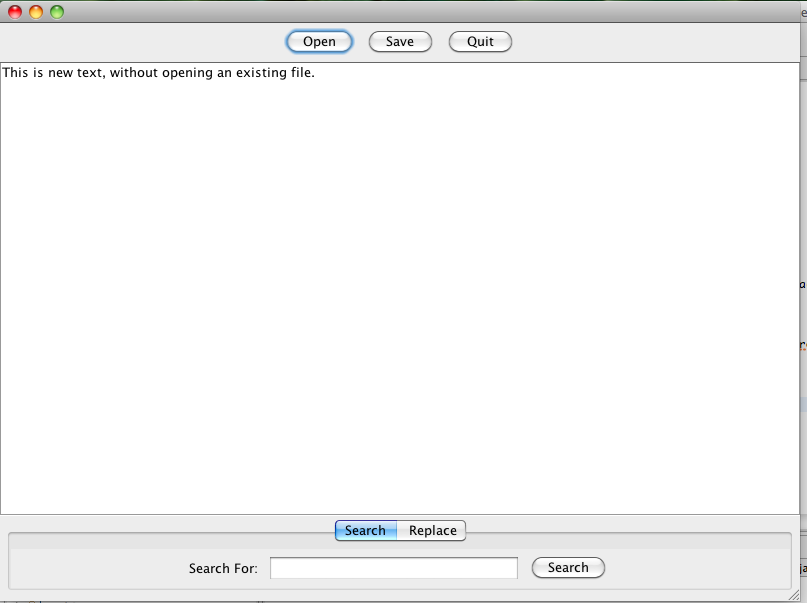 Open Save Quit
This is new text, without opening an existing file.
Search Replace
Search For: Search